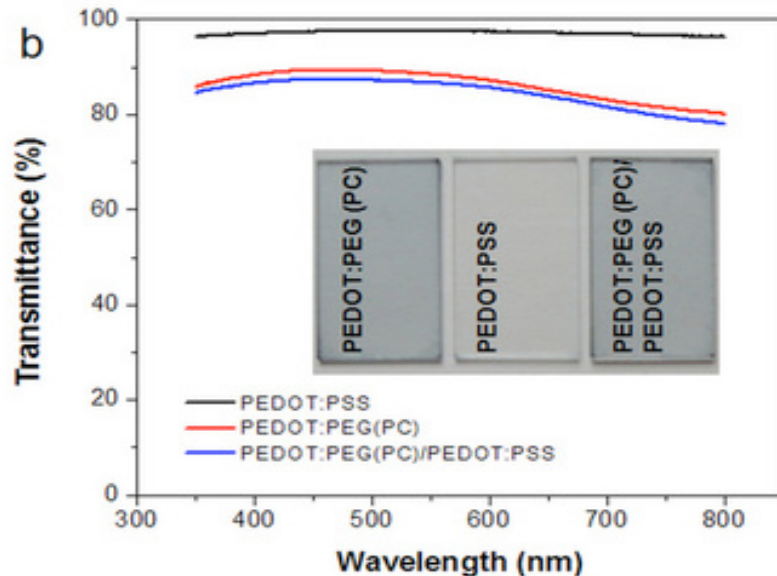 b
100
80
60
40
20
0
Transmittance (%)
PEDOT:PEG (PC)
PEDOT:PSS
PEDOT:PEG (PC)/
PEDOT:PSS
PEDOT:PSS
PEDOT:PEG(PC)
PEDOT:PEG(PC)/PEDOT:PSS
300 400 500 600 700 800
Wavelength (nm)